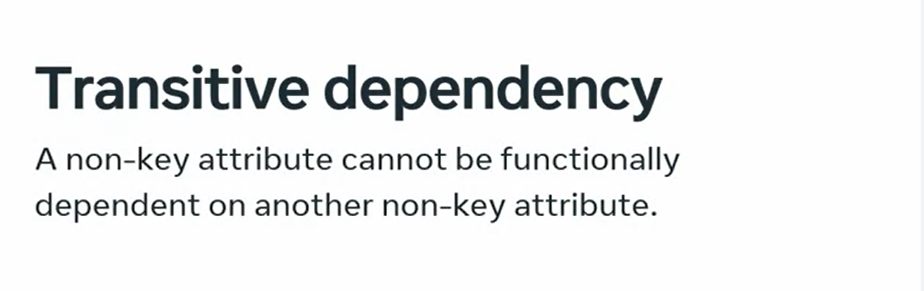 Transitive dependency
A non-key attribute cannot be functionally
dependent on another non-key attribute.